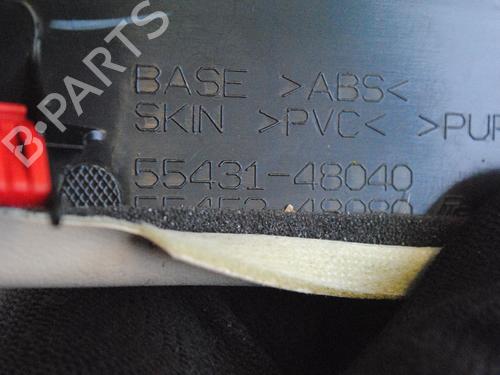 B-PARTS
BASE >ABS<
SKIN >PVC< >PUR
55431-48040